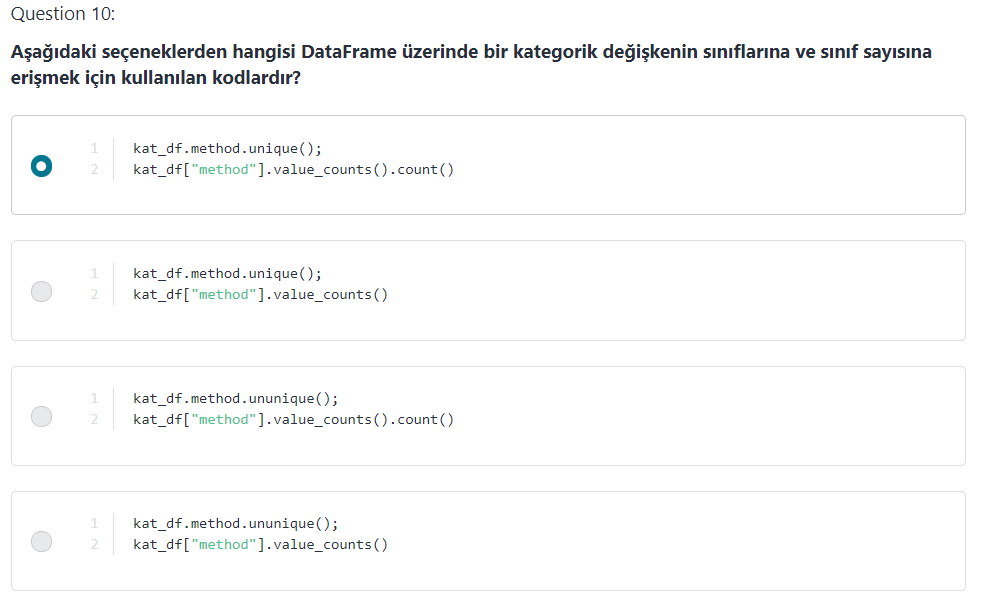 Question 10:
Aşağıdaki seçeneklerden hangisi DataFrame üzerinde bir kategorik değişkenin sınıflarına ve sınıf sayısına
erişmek için kullanılan kodlardır?
1 kat_df.method.unique();
2 kat_df["method"].value_counts().count()
1 kat_df.method.unique();
2 kat_df["method"].value_counts()
1 kat_df.method.ununique();
2 kat_df["method"].value_counts().count()
1 kat_df.method.ununique();
2 kat_df["method"].value_counts()